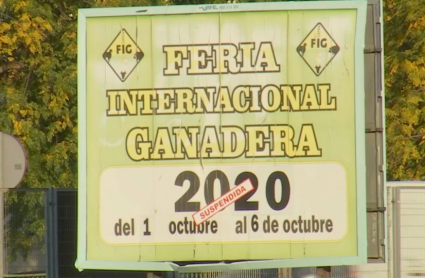 FIG FIG
FERIA
INTERNACIONAL
GANADERA
2020
SUSPENDIDA
del 1 octubre al 6 de octubre